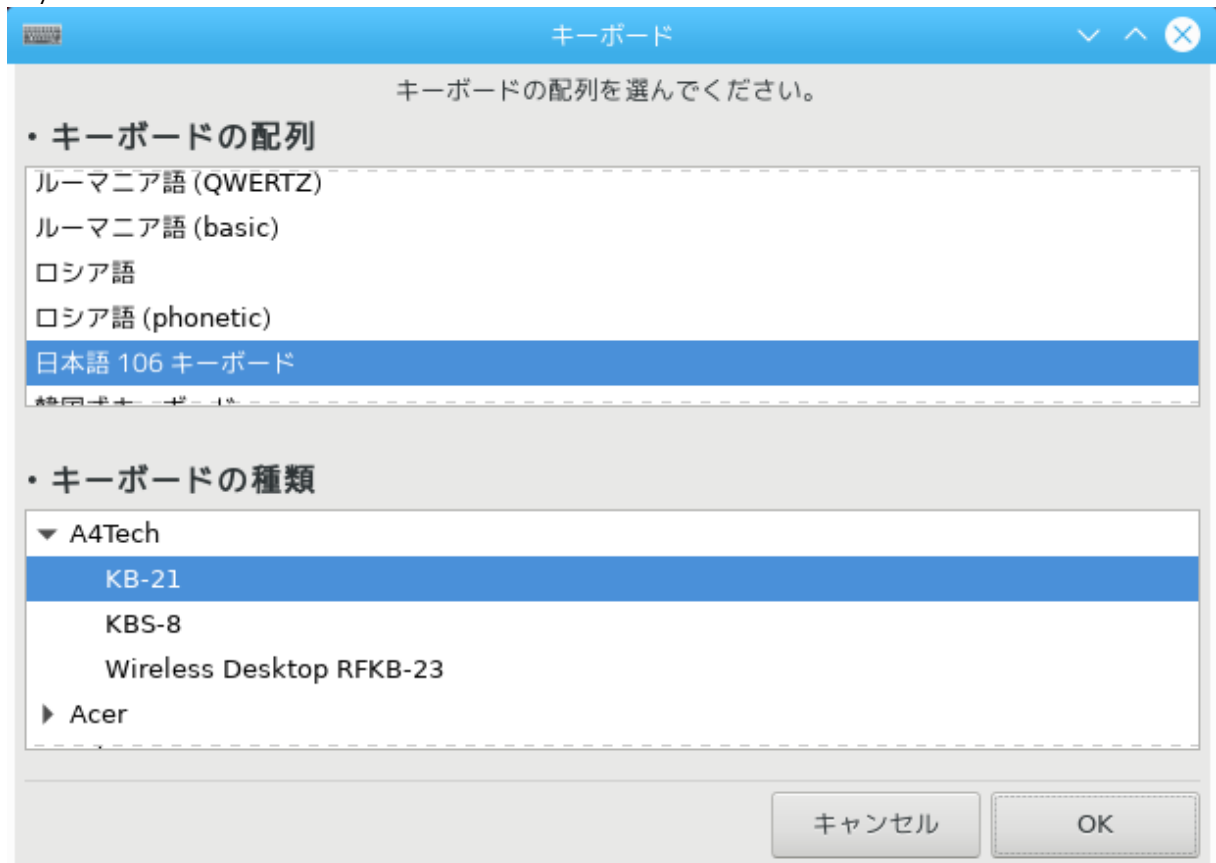 キーボード
キーボードの配列を選んでください。
・キーボードの配列
ルーマニア語 (QWERTZ)
ルーマニア語 (basic)
ロシア語
ロシア語 (phonetic)
日本語 106 キーボード
・キーボードの種類
A4Tech
KB-21
KBS-8
Wireless Desktop RFKB-23
Acer
キャンセル
OK